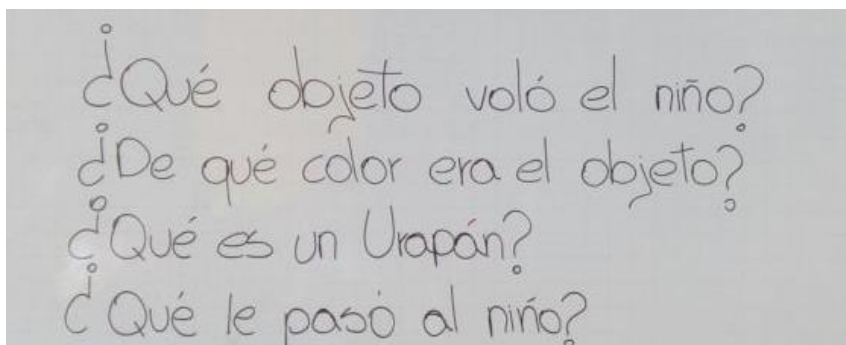 ¿Qué objeto voló el niño?
¿De qué color era el objeto?
¿Qué es un Urapán?
¿Qué le pasó al niño?